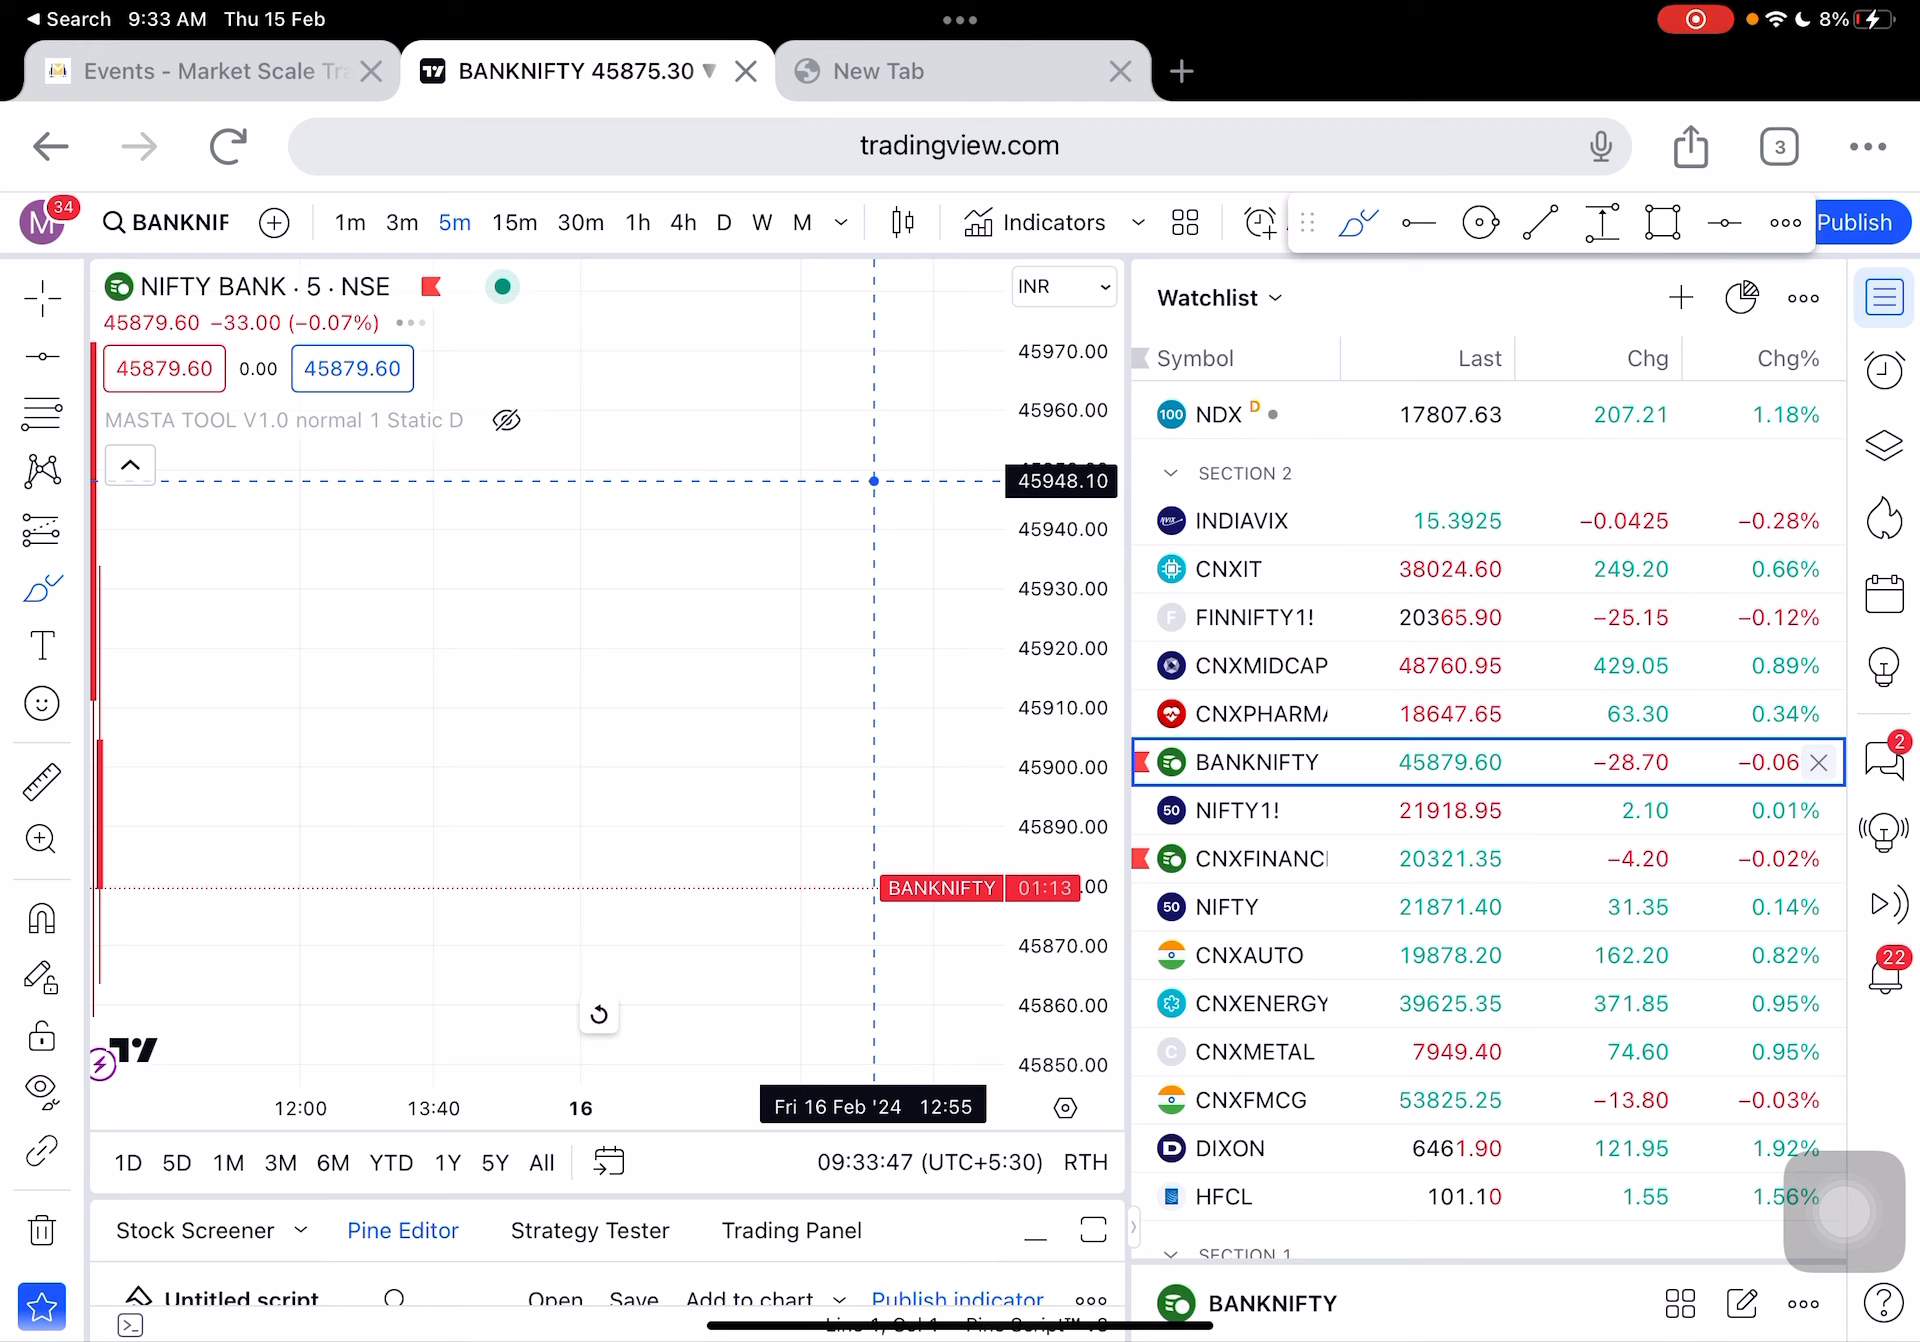 Search 9:33 AM Thu 15 Feb
8%
Events - Market Scale Tra
BANKNIFTY 45875.30
New Tab
tradingview.com
3
M 34
BANKNIF
1m 3m 5m 15m 30m 1h 4h D W M
Indicators
Publish
NIFTY BANK · 5 · NSE
INR
45879.60 −33.00 (−0.07%)
45879.60 0.00 45879.60
MASTA TOOL V1.0 normal 1 Static D
45970.00
45960.00
45948.10
45940.00
45930.00
45920.00
45910.00
45900.00
45890.00
BANKNIFTY 01:13 .00
45870.00
45860.00
45850.00
12:00 13:40 16
Fri 16 Feb '24 12:55
1D 5D 1M 3M 6M YTD 1Y 5Y All
09:33:47 (UTC+5:30) RTH
Stock Screener Pine Editor Strategy Tester Trading Panel
Untitled script
Open Save Add to chart Publish indicator
Watchlist
Symbol Last Chg Chg%
100 NDX D 17807.63 207.21 1.18%
SECTION 2
INDIAVIX 15.3925 −0.0425 −0.28%
CNXIT 38024.60 249.20 0.66%
F FINNIFTY1! 20365.90 −25.15 −0.12%
CNXMIDCAP 48760.95 429.05 0.89%
CNXPHARMA 18647.65 63.30 0.34%
BANKNIFTY 45879.60 −28.70 −0.06
50 NIFTY1! 21918.95 2.10 0.01%
CNXFINANC 20321.35 −4.20 −0.02%
50 NIFTY 21871.40 31.35 0.14%
CNXAUTO 19878.20 162.20 0.82%
CNXENERGY 39625.35 371.85 0.95%
C CNXMETAL 7949.40 74.60 0.95%
CNXFMCG 53825.25 −13.80 −0.03%
D DIXON 6461.90 121.95 1.92%
HFCL 101.10 1.55 1.56%
SECTION 1
BANKNIFTY
2
22